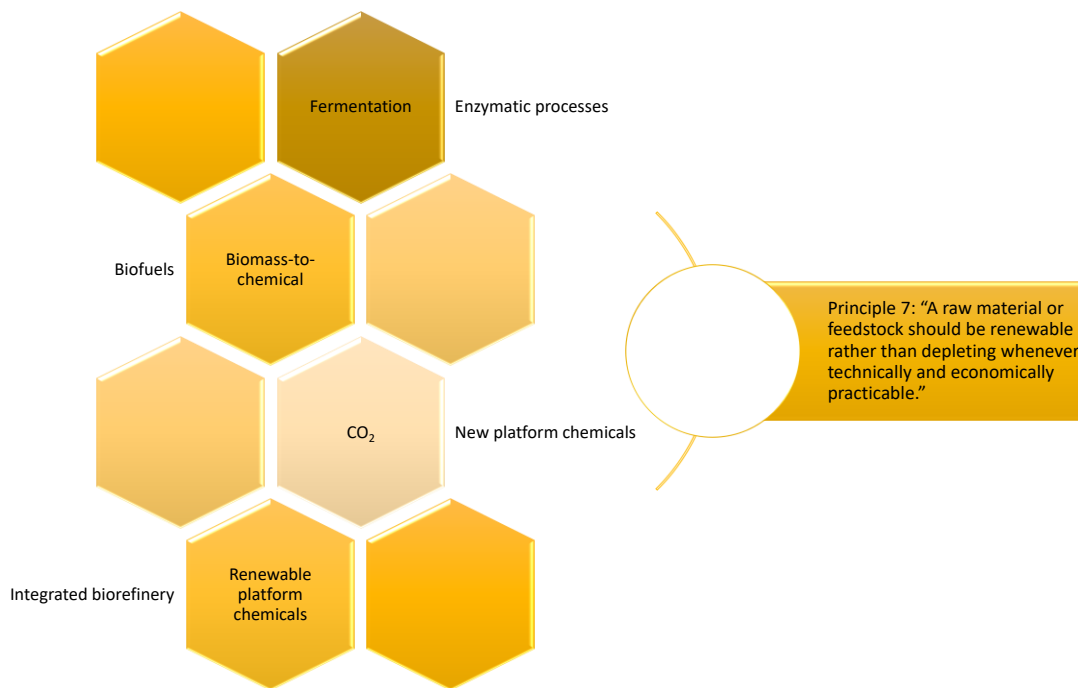 Fermentation
Enzymatic processes
Biofuels
Biomass-to-
chemical
CO₂
New platform chemicals
Integrated biorefinery
Renewable
platform
chemicals
Principle 7: “A raw material or
feedstock should be renewable
rather than depleting whenever
technically and economically
practicable.”